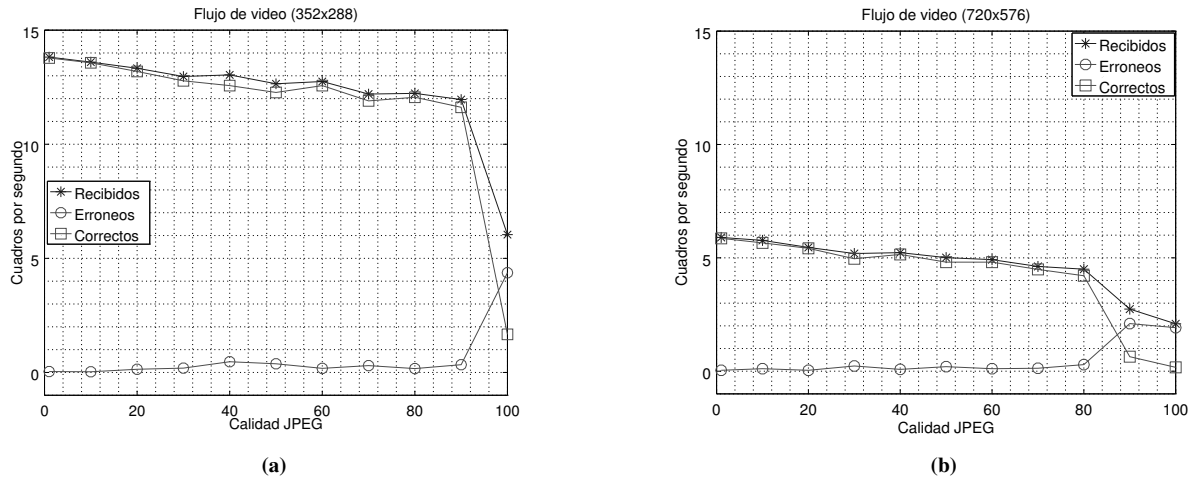 Flujo de video (352x288)
15
10
5
0
Cuadros por segundo
Recibidos
Erroneos
Correctos
0 20 40 60 80 100
Calidad JPEG
(a)
Flujo de video (720x576)
15
10
5
0
Cuadros por segundo
Recibidos
Erroneos
Correctos
0 20 40 60 80 100
Calidad JPEG
(b)